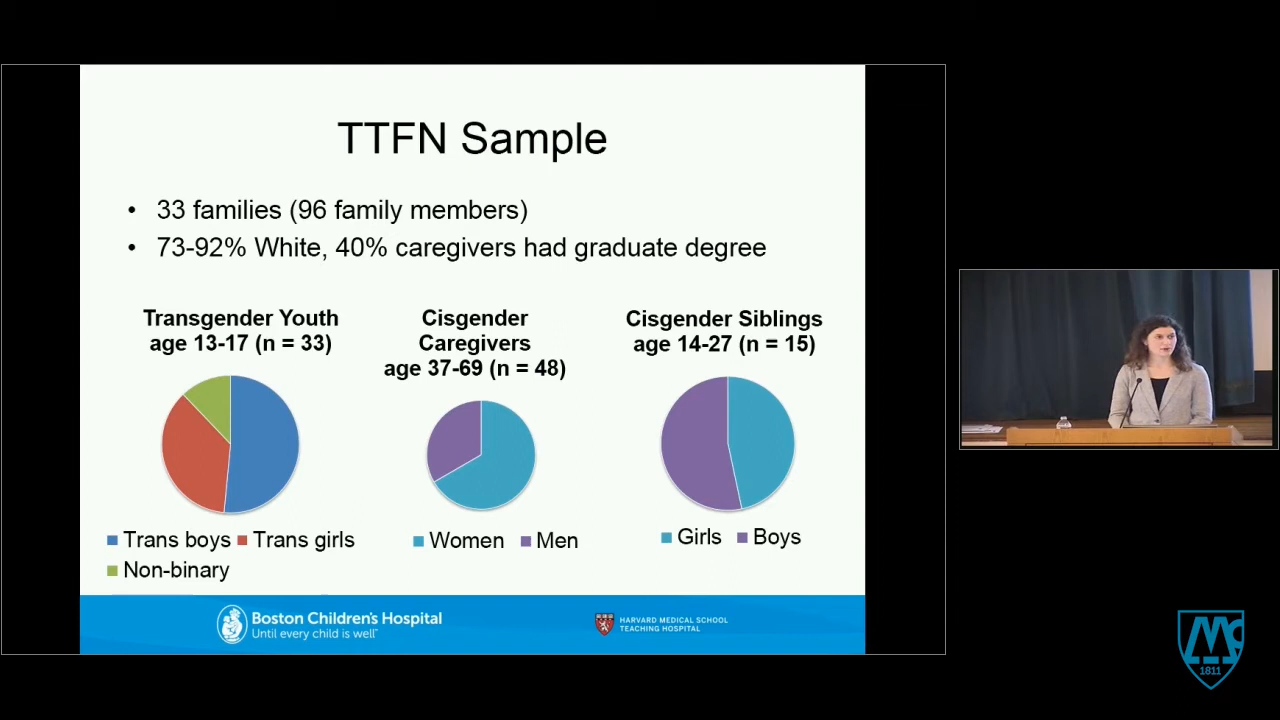 TTFN Sample
• 33 families (96 family members)
• 73-92% White, 40% caregivers had graduate degree
Transgender Youth
age 13-17 (n = 33)
Cisgender
Caregivers
age 37-69 (n = 48)
Cisgender Siblings
age 14-27 (n = 15)
Trans boys Trans girls
Non-binary
Women Men
Girls Boys
Boston Children's Hospital
Until every child is well™
HARVARD MEDICAL SCHOOL
TEACHING HOSPITAL
1811